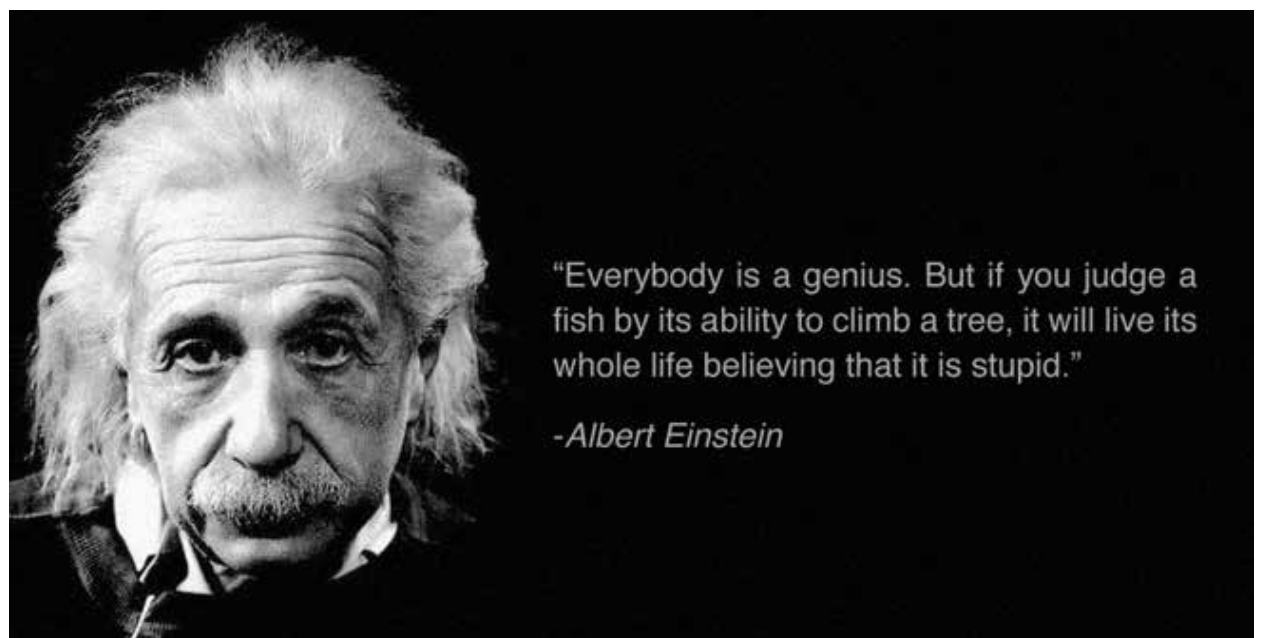 “Everybody is a genius. But if you judge a
fish by its ability to climb a tree, it will live its
whole life believing that it is stupid.”
-Albert Einstein